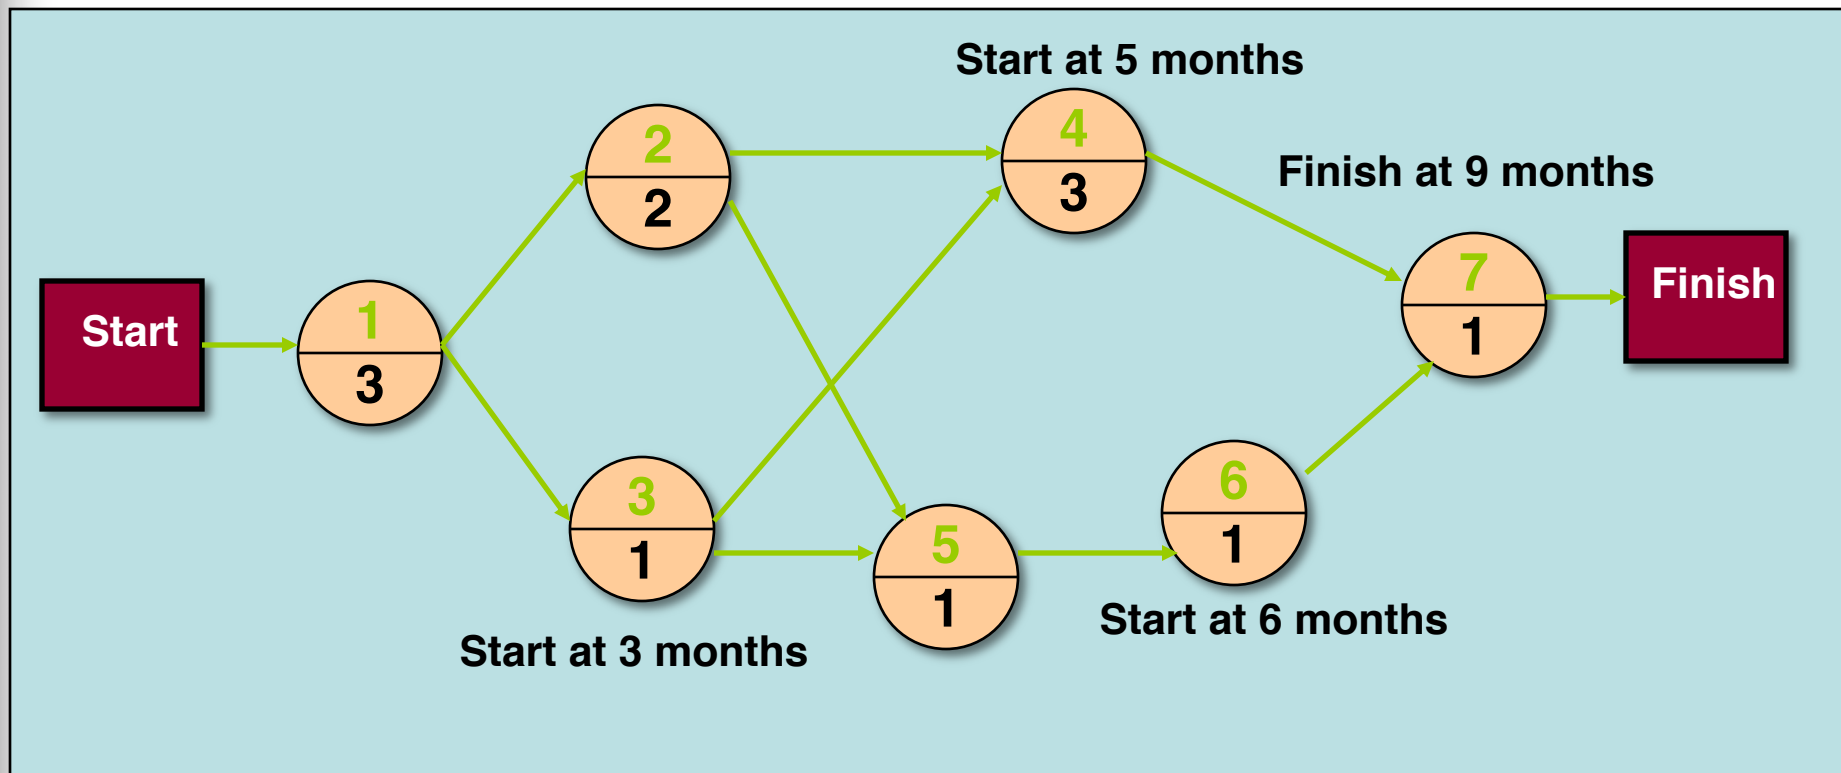 Start at 5 months
2
2
4
3
Finish at 9 months
Start
1
3
7
1
Finish
3
1
5
1
6
1
Start at 3 months
Start at 6 months